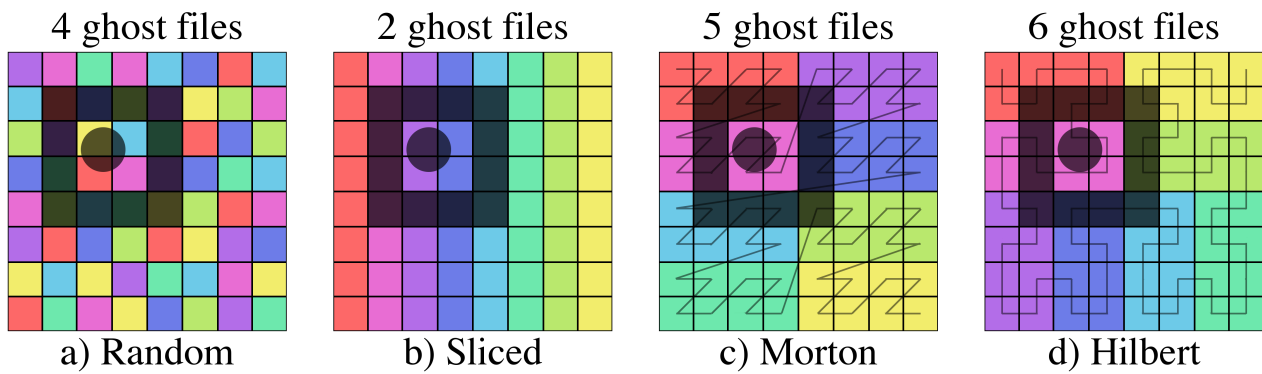 4 ghost files
2 ghost files
5 ghost files
6 ghost files
a) Random
b) Sliced
c) Morton
d) Hilbert